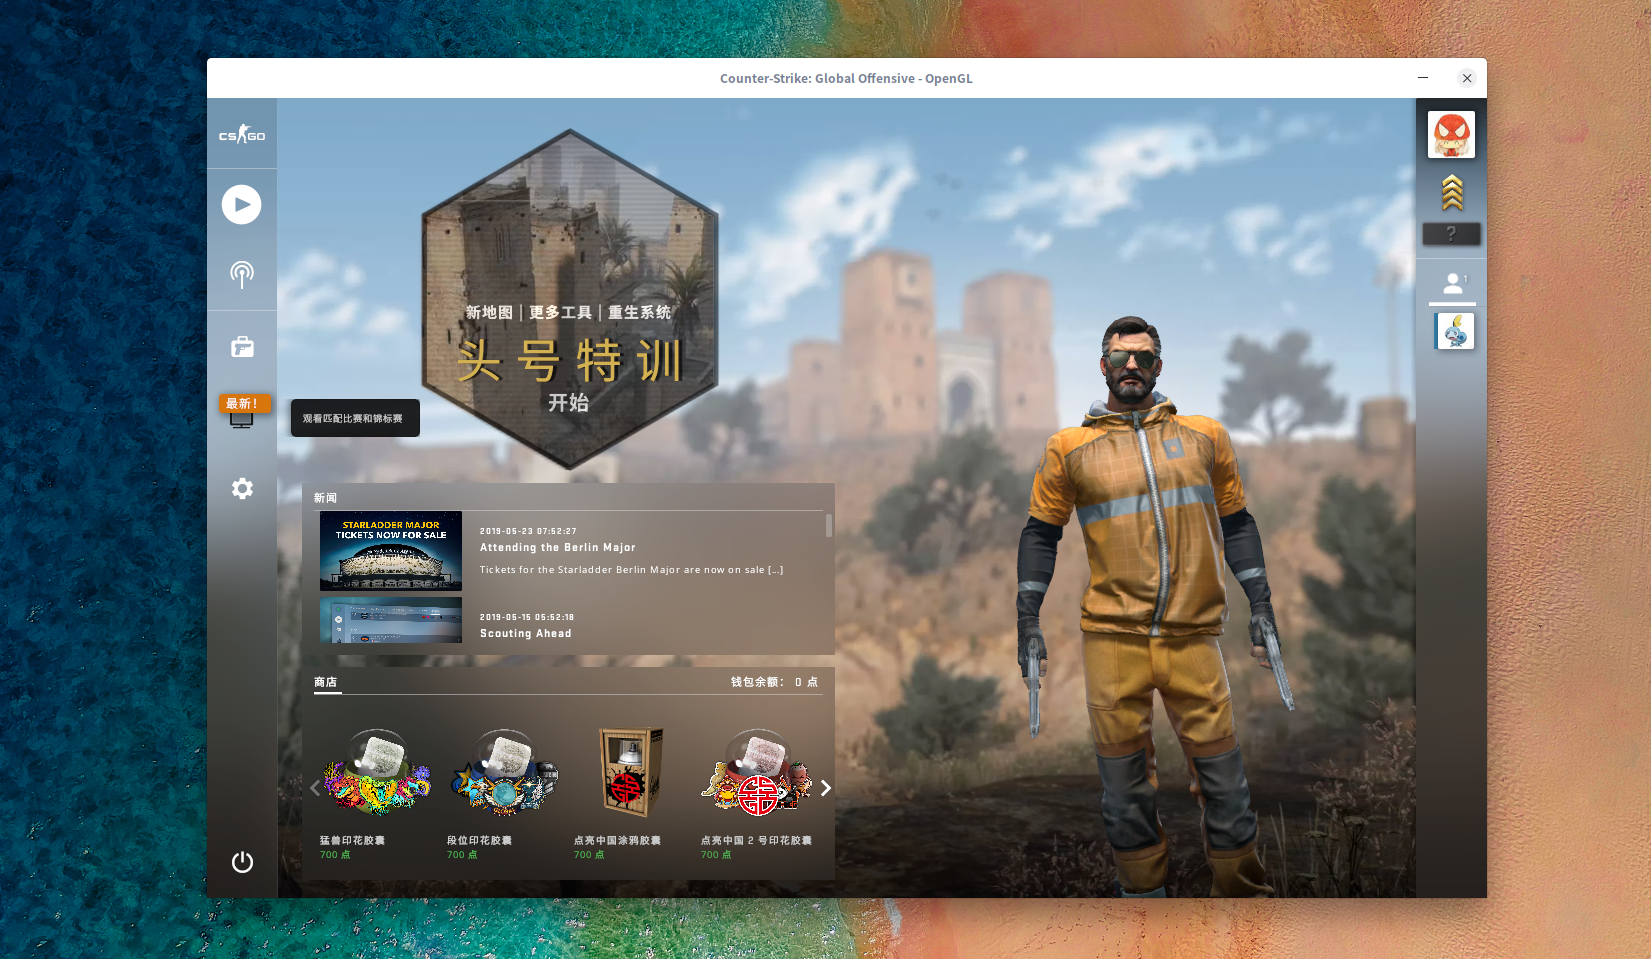 Counter-Strike: Global Offensive - OpenGL
CS GO
新地图 | 更多工具 | 重生系统
头号特训
开始
最新!
观看匹配比赛和锦标赛
?
1
新闻
STARLADDER MAJOR
TICKETS NOW FOR SALE
2019-05-23 07:52:27
Attending the Berlin Major
Tickets for the Starladder Berlin Major are now on sale [...]
2019-05-15 05:52:18
Scouting Ahead
商店
钱包余额: 0 点
猛兽印花胶囊
700 点
段位印花胶囊
700 点
点亮中国涂鸦胶囊
700 点
点亮中国 2 号印花胶囊
700 点